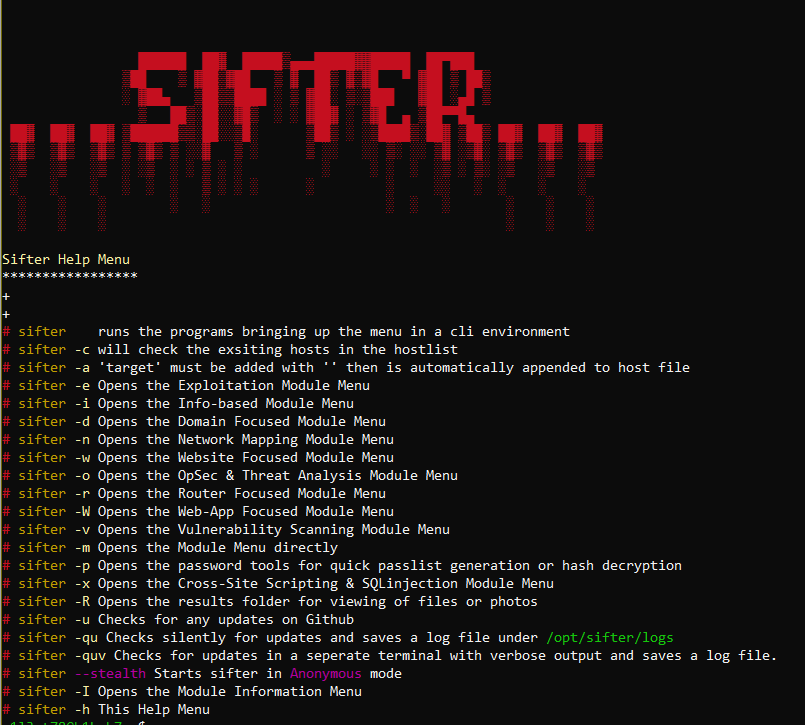 SIFTER
Sifter Help Menu
*****************
+
+
# sifter    runs the programs bringing up the menu in a cli environment
# sifter -c will check the exsiting hosts in the hostlist
# sifter -a 'target' must be added with '' then is automatically appended to host file
# sifter -e Opens the Exploitation Module Menu
# sifter -i Opens the Info-based Module Menu
# sifter -d Opens the Domain Focused Module Menu
# sifter -n Opens the Network Mapping Module Menu
# sifter -w Opens the Website Focused Module Menu
# sifter -o Opens the OpSec & Threat Analysis Module Menu
# sifter -r Opens the Router Focused Module Menu
# sifter -W Opens the Web-App Focused Module Menu
# sifter -v Opens the Vulnerability Scanning Module Menu
# sifter -m Opens the Module Menu directly
# sifter -p Opens the password tools for quick passlist generation or hash decryption
# sifter -x Opens the Cross-Site Scripting & SQLinjection Module Menu
# sifter -R Opens the results folder for viewing of files or photos
# sifter -u Checks for any updates on Github
# sifter -qu Checks silently for updates and saves a log file under /opt/sifter/logs
# sifter -quv Checks for updates in a seperate terminal with verbose output and saves a log file.
# sifter --stealth Starts sifter in Anonymous mode
# sifter -I Opens the Module Information Menu
# sifter -h This Help Menu